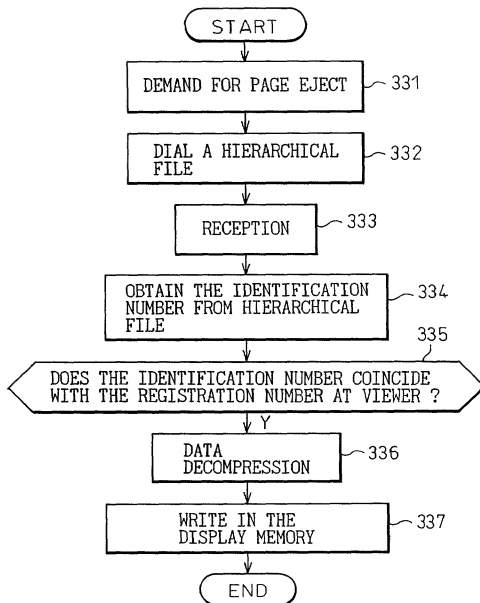 START
DEMAND FOR PAGE EJECT
331
DIAL A HIERARCHICAL
FILE
332
RECEPTION
333
OBTAIN THE IDENTIFICATION
NUMBER FROM HIERARCHICAL
FILE
334
335
DOES THE IDENTIFICATION NUMBER COINCIDE
WITH THE REGISTRATION NUMBER AT VIEWER ?
Y
DATA
DECOMPRESSION
336
WRITE IN THE
DISPLAY MEMORY
337
END